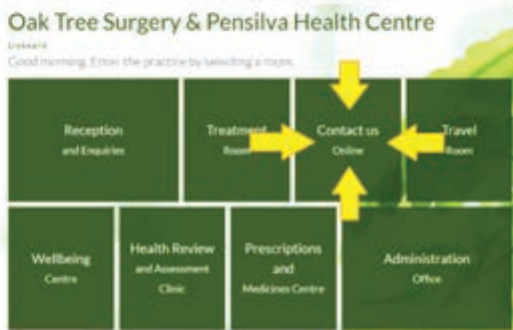 Oak Tree Surgery & Pensilva Health Centre
Liskeard
Good morning. Enter the practice by selecting a room.
Reception
and Enquiries
Treatment
Room
Contact us
Online
Travel
Room
Wellbeing
Centre
Health Review
and Assessment
Clinic
Prescriptions
and
Medicines Centre
Administration
Office